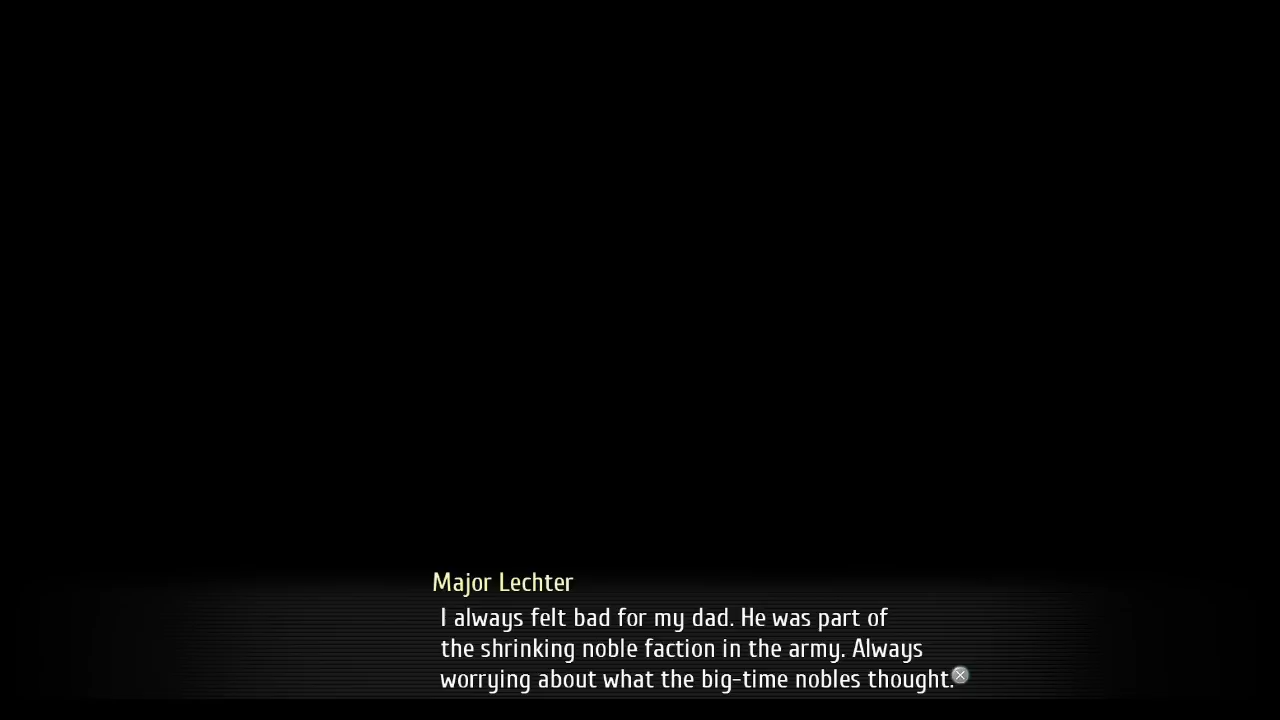 Major Lechter
I always felt bad for my dad. He was part of
the shrinking noble faction in the army. Always
worrying about what the big-time nobles thought.